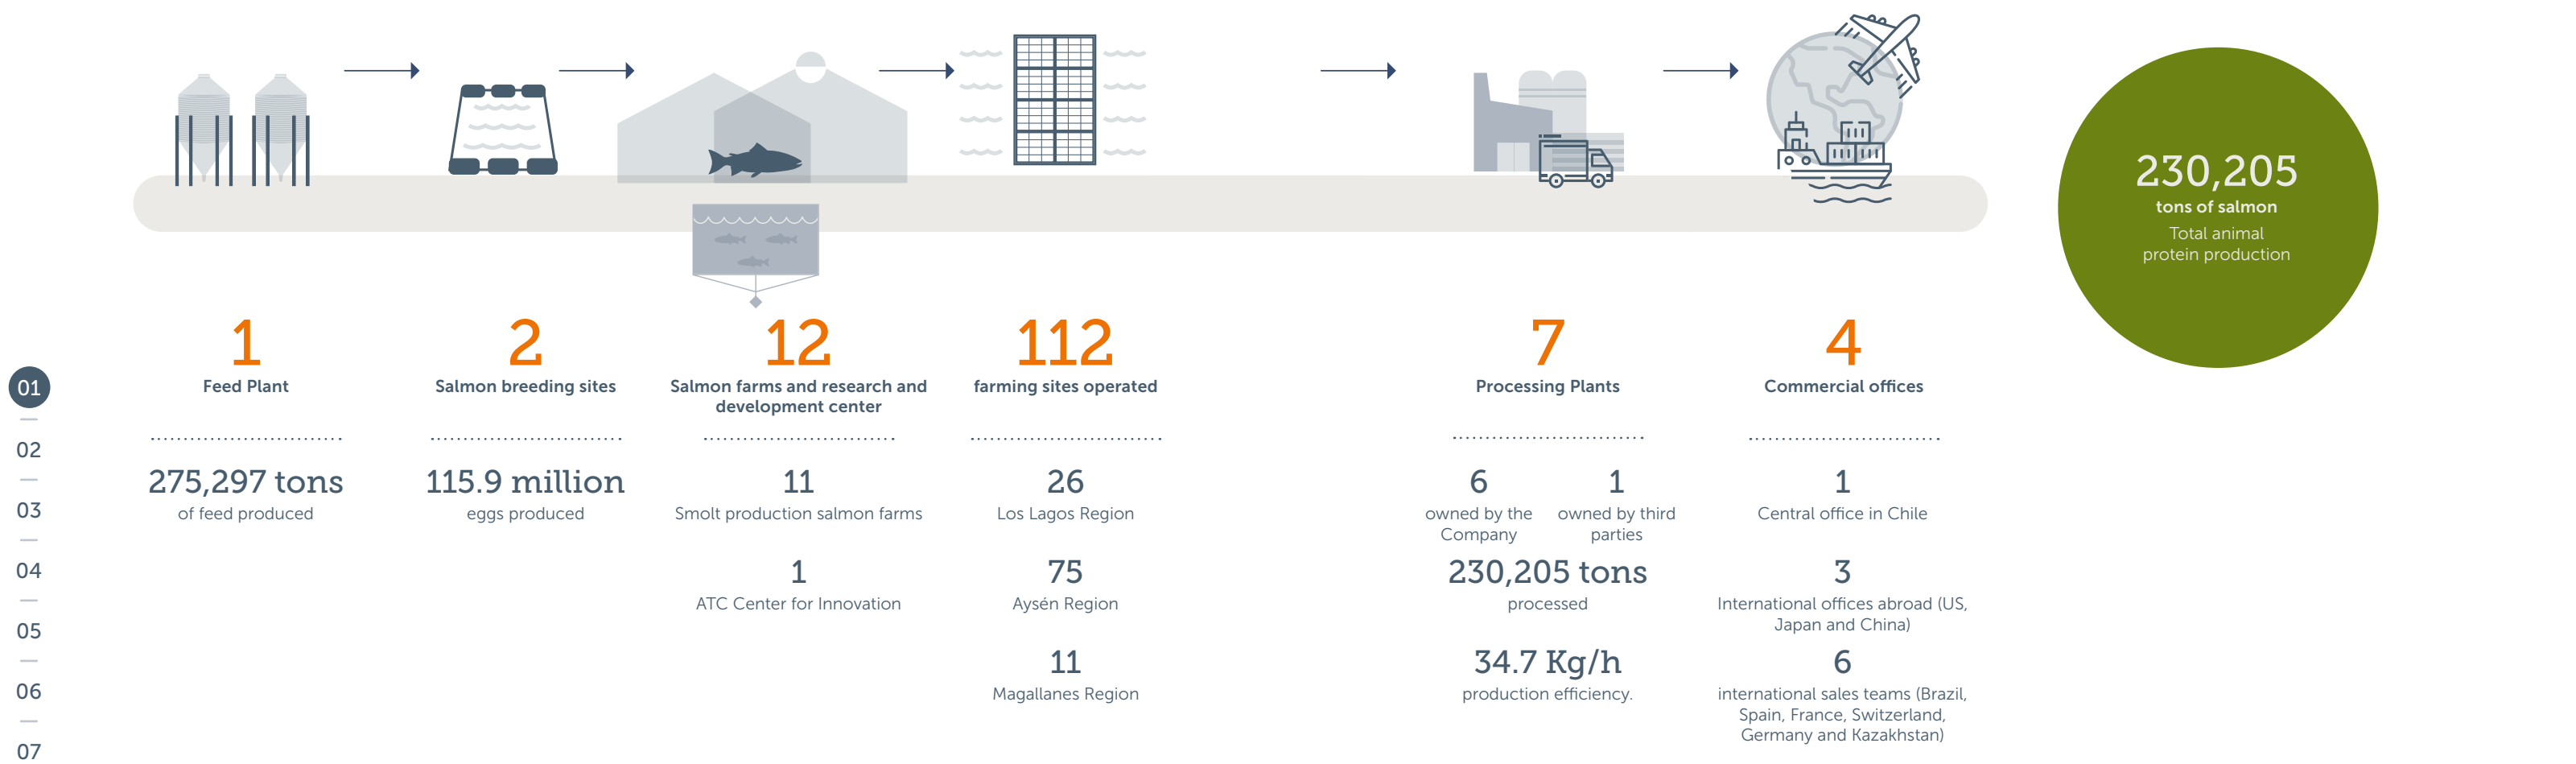 230,205
tons of salmon
Total animal
protein production
1
Feed Plant
275,297 tons
of feed produced
2
Salmon breeding sites
115.9 million
eggs produced
12
Salmon farms and research and
development center
11
Smolt production salmon farms
1
ATC Center for Innovation
112
farming sites operated
26
Los Lagos Region
75
Aysén Region
11
Magallanes Region
7
Processing Plants
6
owned by the
Company
1
owned by third
parties
230,205 tons
processed
34.7 Kg/h
production efficiency.
4
Commercial offices
1
Central office in Chile
3
International offices abroad (US,
Japan and China)
6
international sales teams (Brazil,
Spain, France, Switzerland,
Germany and Kazakhstan)
01
02
03
04
05
06
07